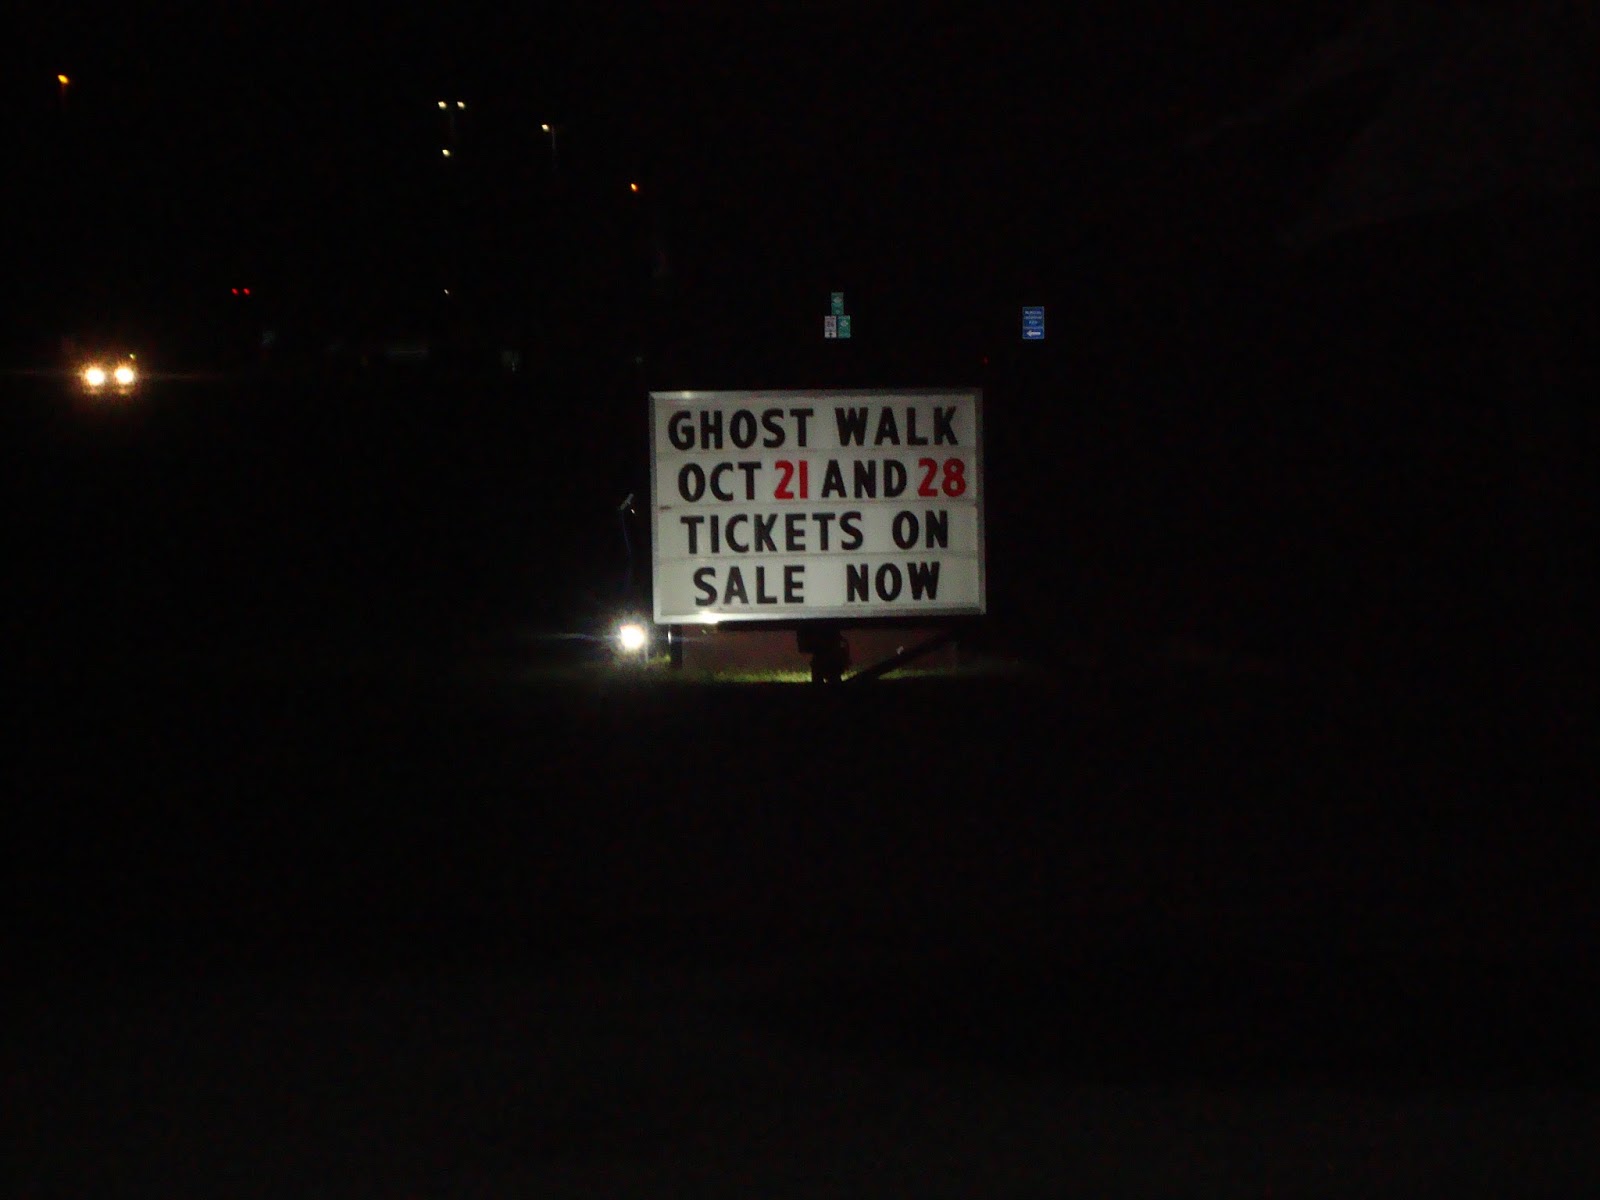 GHOST WALK
OCT 21 AND 28
TICKETS ON
SALE NOW